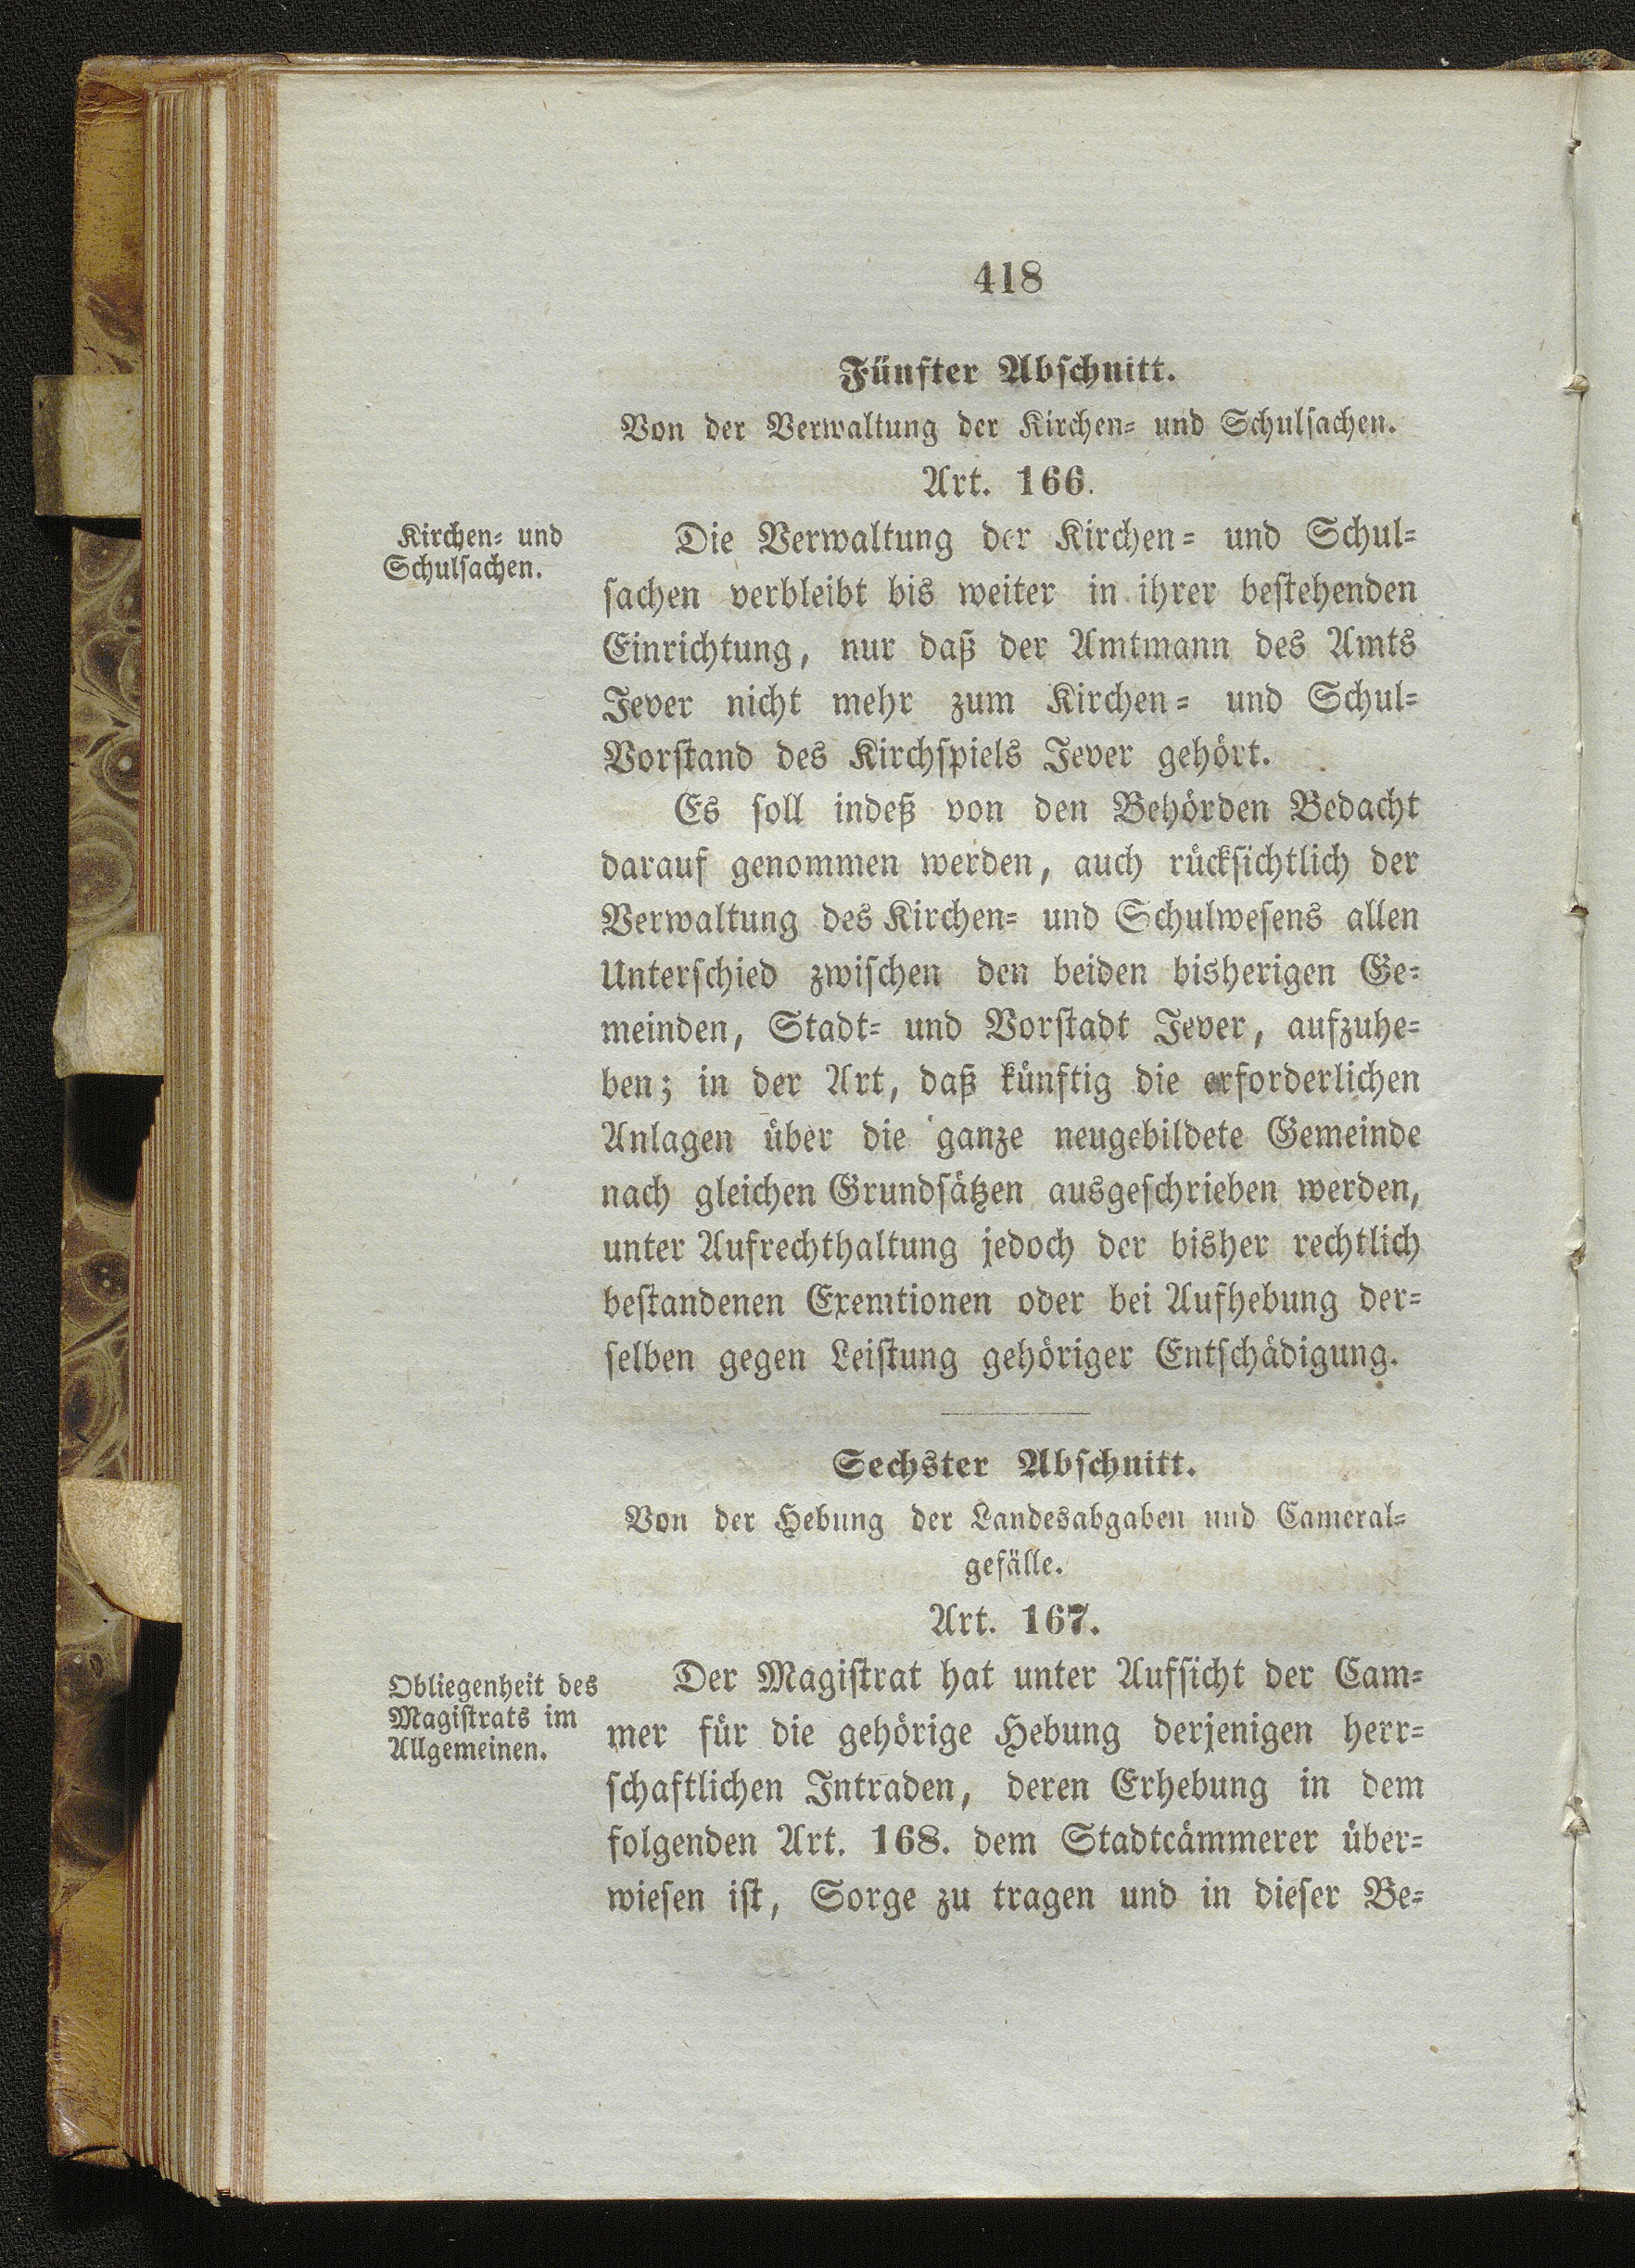 418
Fünfter Abschnitt.
Von der Verwaltung der Kirchen- und Schulsachen.
Art. 166.
Kirchen- und
Schulsachen.
Die Verwaltung der Kirchen- und Schul-
sachen verbleibt bis weiter in ihrer bestehenden
Einrichtung, nur daß der Amtmann des Amts
Jever nicht mehr zum Kirchen- und Schul-
Vorstand des Kirchspiels Jever gehört.
Es soll indeß von den Behörden Bedacht
darauf genommen werden, auch rücksichtlich der
Verwaltung des Kirchen- und Schulwesens allen
Unterschied zwischen den beiden bisherigen Ge-
meinden, Stadt- und Vorstadt Jever, aufzuhe-
ben; in der Art, daß künftig die erforderlichen
Anlagen über die ganze neugebildete Gemeinde
nach gleichen Grundsätzen ausgeschrieben werden,
unter Aufrechthaltung jedoch der bisher rechtlich
bestandenen Exemtionen oder bei Aufhebung der-
selben gegen Leistung gehöriger Entschädigung.
Sechster Abschnitt.
Von der Hebung der Landesabgaben und Cameral-
gefälle.
Art. 167.
Obliegenheit des
Magistrats im
Allgemeinen.
Der Magistrat hat unter Aufsicht der Cam-
mer für die gehörige Hebung derjenigen herr-
schaftlichen Intraden, deren Erhebung in dem
folgenden Art. 168. dem Stadtcämmerer über-
wiesen ist, Sorge zu tragen und in dieser Be-